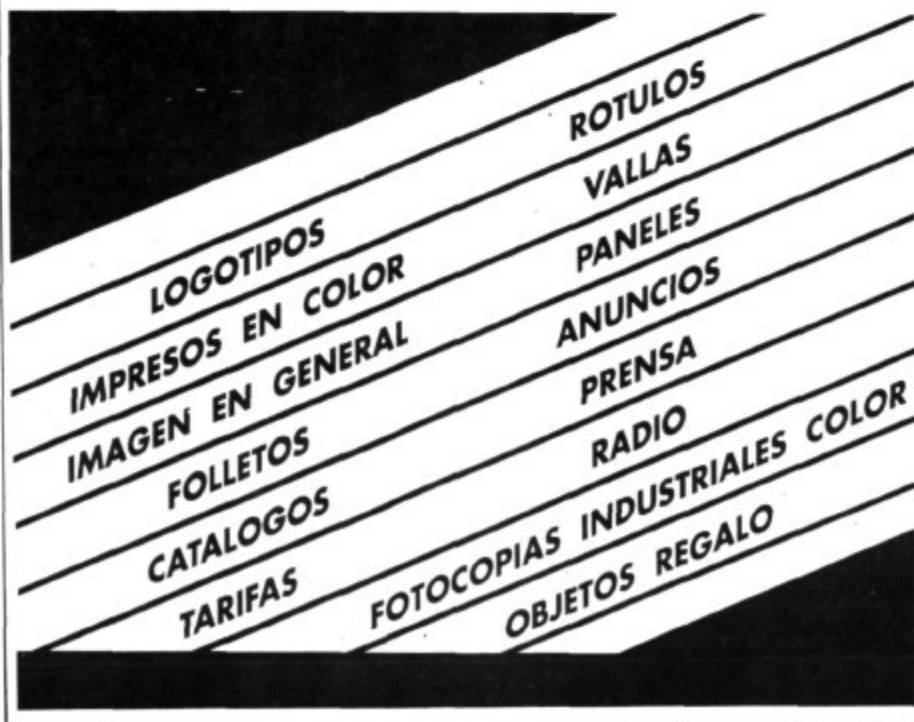 LOGOTIPOS ROTULOS
IMPRESOS EN COLOR VALLAS
IMAGEN EN GENERAL PANELES
FOLLETOS ANUNCIOS
CATALOGOS PRENSA
TARIFAS RADIO
FOTOCOPIAS INDUSTRIALES COLOR
OBJETOS REGALO